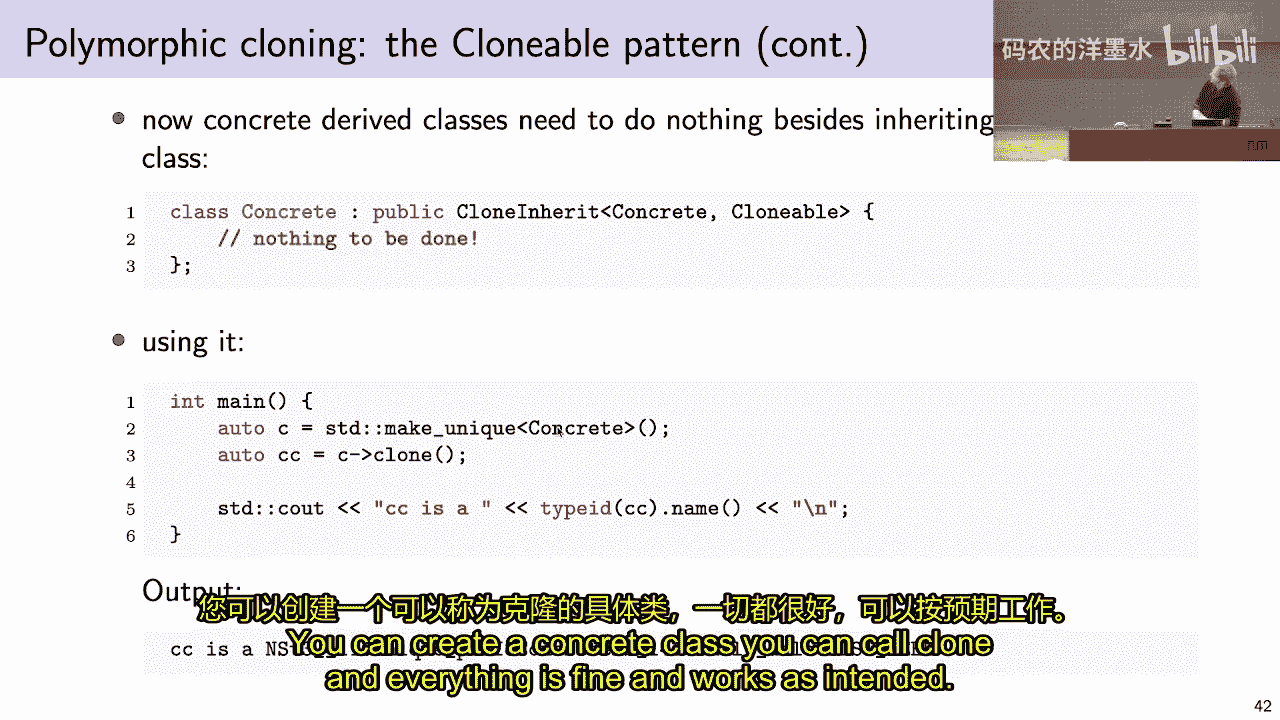 Polymorphic cloning: the Cloneable pattern (cont.)
码农的洋墨水 bilibili
now concrete derived classes need to do nothing besides inheriting
class:
1 class Concrete : public CloneInherit<Concrete, Cloneable> {
2 // nothing to be done!
3 };
using it:
1 int main() {
2 auto c = std::make_unique<Concrete>();
3 auto cc = c->clone();
4
5 std::cout << "cc is a " << typeid(cc).name() << "\n";
6 }
Output:
您可以创建一个可以称为克隆的具体类，一切都很好，可以按预期工作。
cc is a
You can create a concrete class you can call clone
and everything is fine and works as intended.
42